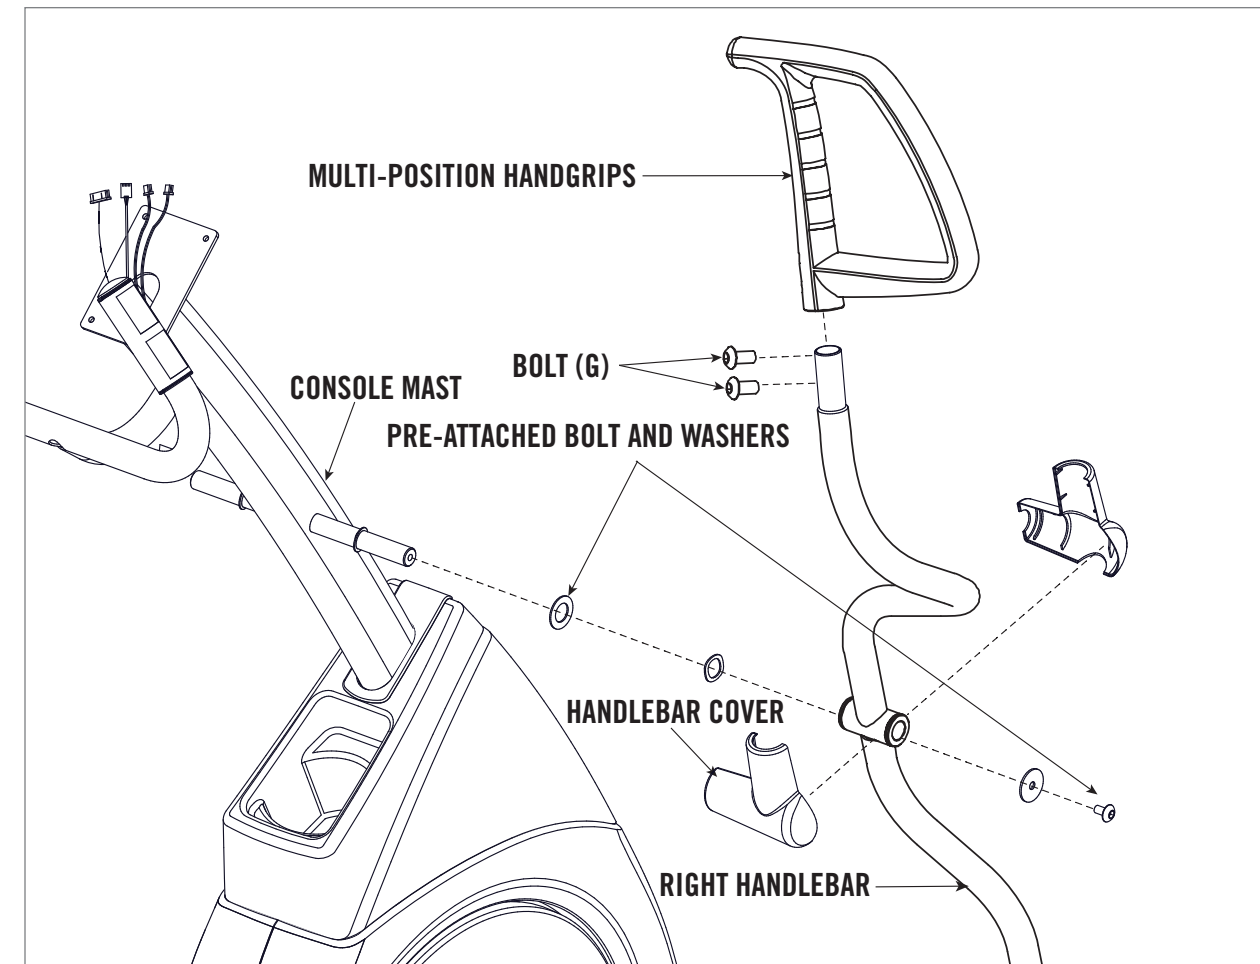 MULTI-POSITION HANDGRIPS
BOLT (G)
CONSOLE MAST
PRE-ATTACHED BOLT AND WASHERS
HANDLEBAR COVER
RIGHT HANDLEBAR